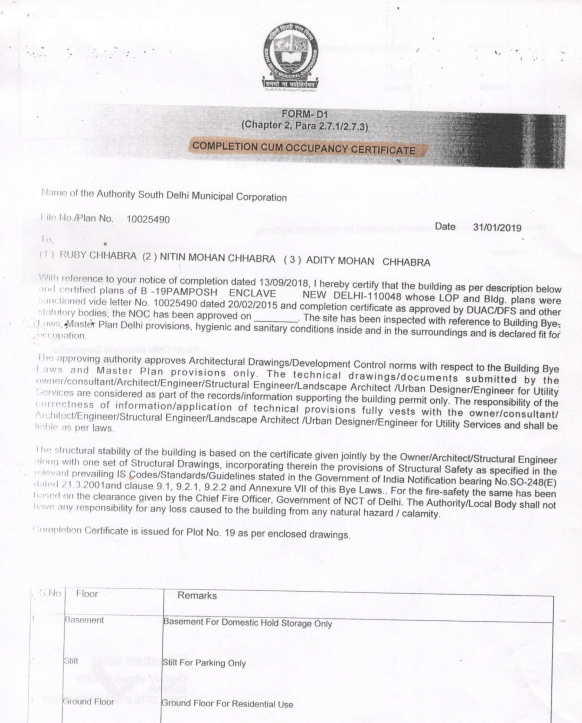 FORM- D1
(Chapter 2, Para 2.7.1/2.7.3)
COMPLETION CUM OCCUPANCY CERTIFICATE
Name of the Authority South Delhi Municipal Corporation
File No./Plan No. 10025490
Date 31/01/2019
To,
(1) RUBY CHHABRA (2) NITIN MOHAN CHHABRA (3) ADITY MOHAN CHHABRA
With reference to your notice of completion dated 13/09/2018, I hereby certify that the building as per description below
and certified plans of B -19PAMPOSH ENCLAVE NEW DELHI-110048 whose LOP and Bldg. plans were
sanctioned vide letter No. 10025490 dated 20/02/2015 and completion certificate as approved by DUAC/DFS and other
statutory bodies, the NOC has been approved on ________. The site has been inspected with reference to Building Bye-
Laws, Master Plan Delhi provisions, hygienic and sanitary conditions inside and in the surroundings and is declared fit for
occupation.
The approving authority approves Architectural Drawings/Development Control norms with respect to the Building Bye
Laws and Master Plan provisions only. The technical drawings/documents submitted by the
owner/consultant/Architect/Engineer/Structural Engineer/Landscape Architect /Urban Designer/Engineer for Utility
Services are considered as part of the records/information supporting the building permit only. The responsibility of the
correctness of information/application of technical provisions fully vests with the owner/consultant/
Architect/Engineer/Structural Engineer/Landscape Architect /Urban Designer/Engineer for Utility Services and shall be
liable as per laws.
The structural stability of the building is based on the certificate given jointly by the Owner/Architect/Structural Engineer
along with one set of Structural Drawings, incorporating therein the provisions of Structural Safety as specified in the
relevant prevailing IS Codes/Standards/Guidelines stated in the Government of India Notification bearing No.SO-248(E)
dated 21.3.2001and clause 9.1, 9.2.1, 9.2.2 and Annexure VII of this Bye Laws.. For the fire-safety the same has been
based on the clearance given by the Chief Fire Officer, Government of NCT of Delhi. The Authority/Local Body shall not
have any responsibility for any loss caused to the building from any natural hazard / calamity.
Completion Certificate is issued for Plot No. 19 as per enclosed drawings.
S.No Floor Remarks
1 Basement Basement For Domestic Hold Storage Only
Stilt Stilt For Parking Only
Ground Floor Ground Floor For Residential Use